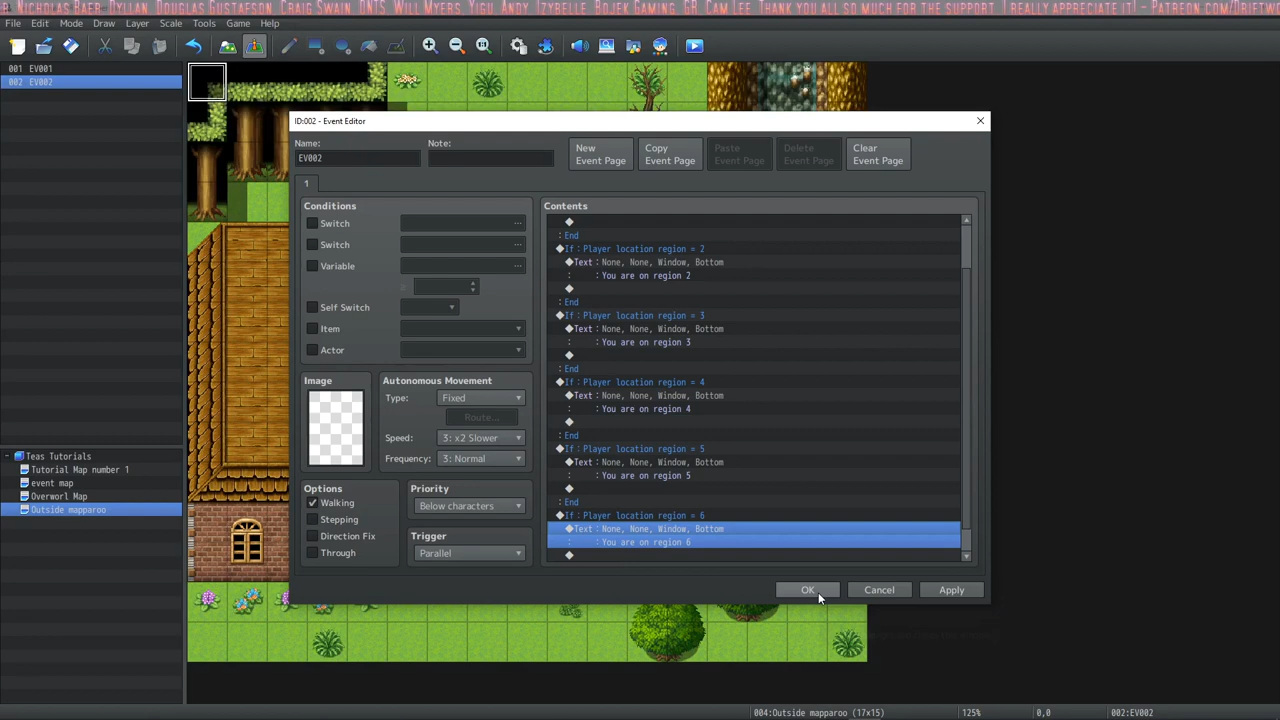 R Nicholas Baer Dyllan Douglas Gustaeson Craig Swain ONTS Will Myers Yigu Andy Izybelle Bojek Gaming GR Cam Lee Thank you all so much for the support I really appreciate it! - Patreon.com/Driftwo
File Edit Mode Draw Layer Scale Tools Game Help
001 EV001
002 EV002
ID:002 - Event Editor
Name: Note:
EV002
New Event Page
Copy Event Page
Paste Event Page
Delete Event Page
Clear Event Page
1
Conditions
Switch
Switch
Variable
≥
Self Switch
Item
Actor
Image
Autonomous Movement
Type: Fixed
Route...
Speed: 3: x2 Slower
Frequency: 3: Normal
Options
Walking
Stepping
Direction Fix
Through
Priority
Below characters
Trigger
Parallel
Contents
◆
: End
◆If : Player location region = 2
◆Text : None, None, Window, Bottom
: : You are on region 2
◆
: End
◆If : Player location region = 3
◆Text : None, None, Window, Bottom
: : You are on region 3
◆
: End
◆If : Player location region = 4
◆Text : None, None, Window, Bottom
: : You are on region 4
◆
: End
◆If : Player location region = 5
◆Text : None, None, Window, Bottom
: : You are on region 5
◆
: End
◆If : Player location region = 6
◆Text : None, None, Window, Bottom
: : You are on region 6
◆
OK Cancel Apply
Teas Tutorials
Tutorial Map number 1
event map
Overworl Map
Outside mapparoo
004:Outside mapparoo (17x15) 125% 0,0 002:EV002